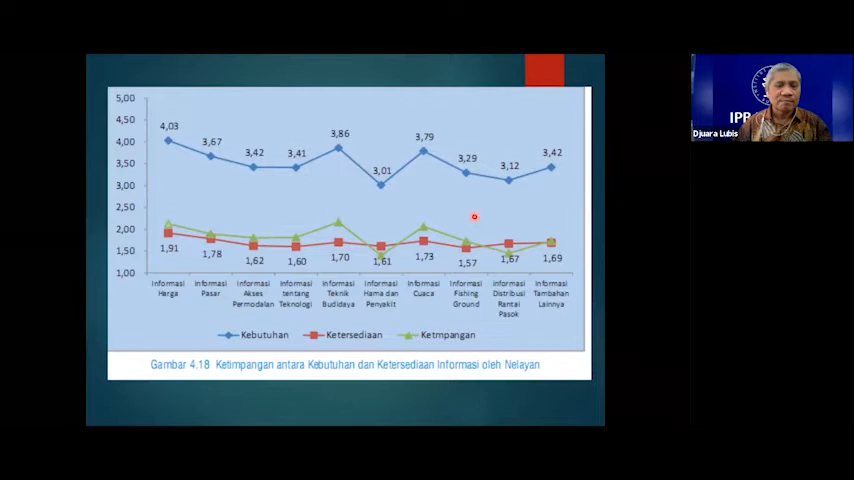 5,00
4,50
4,00
3,50
3,00
2,50
2,00
1,50
1,00
4,03
3,67
3,42
3,41
3,86
3,01
3,79
3,29
3,12
3,42
1,91
1,78
1,62
1,60
1,70
1,61
1,73
1,57
1,67
1,69
Informasi Harga
Informasi Pasar
Informasi Akses Permodalan
Informasi tentang Teknologi
Informasi Teknik Budidaya
Informasi Hama dan Penyakit
Informasi Cuaca
Informasi Fishing Ground
informasi Distribusi Rantai Pasok
Informasi Tambahan Lainnya
Kebutuhan
Ketersediaan
Ketmpangan
Gambar 4.18 Ketimpangan antara Kebutuhan dan Ketersediaan Informasi oleh Nelayan
IPB
Djuara Lubis